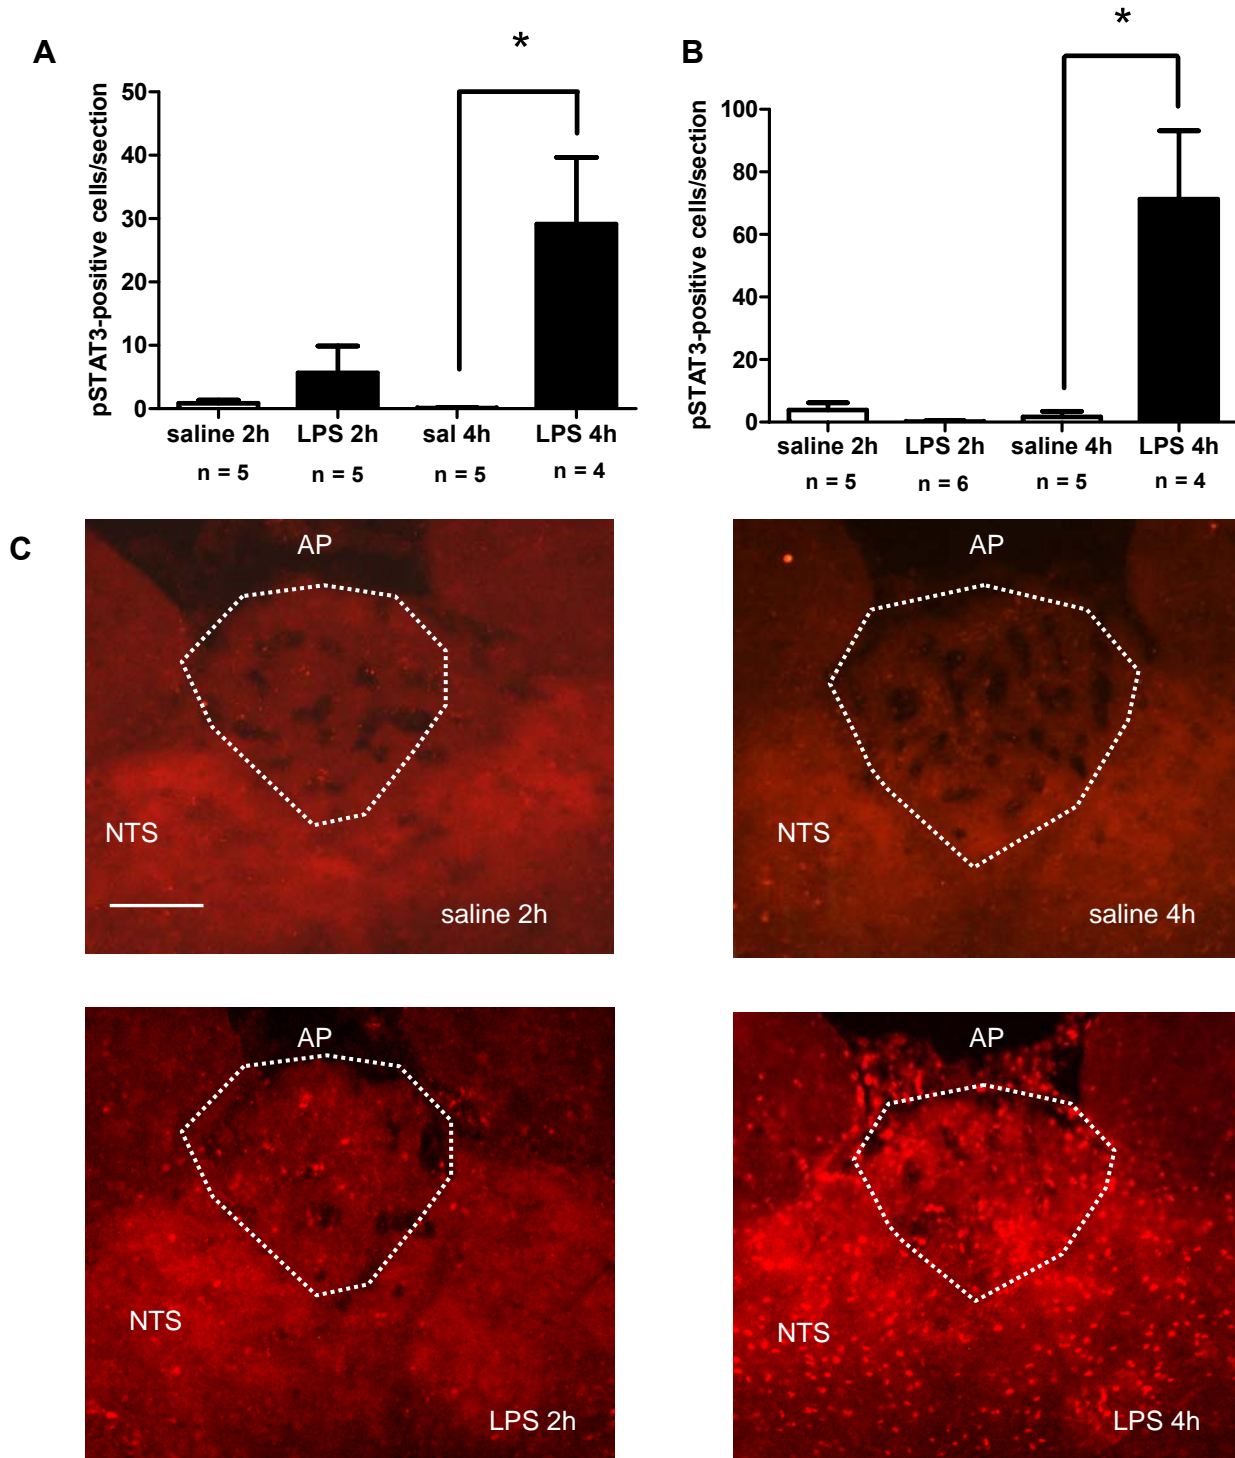 A
*
pSTAT3-positive cells/section
50
40
30
20
10
0
saline 2h LPS 2h sal 4h LPS 4h
n = 5 n = 5 n = 5 n = 4
B
*
pSTAT3-positive cells/section
100
80
60
40
20
0
saline 2h LPS 2h saline 4h LPS 4h
n = 5 n = 6 n = 5 n = 4
C
AP
NTS
saline 2h
AP
NTS
saline 4h
AP
NTS
LPS 2h
AP
NTS
LPS 4h